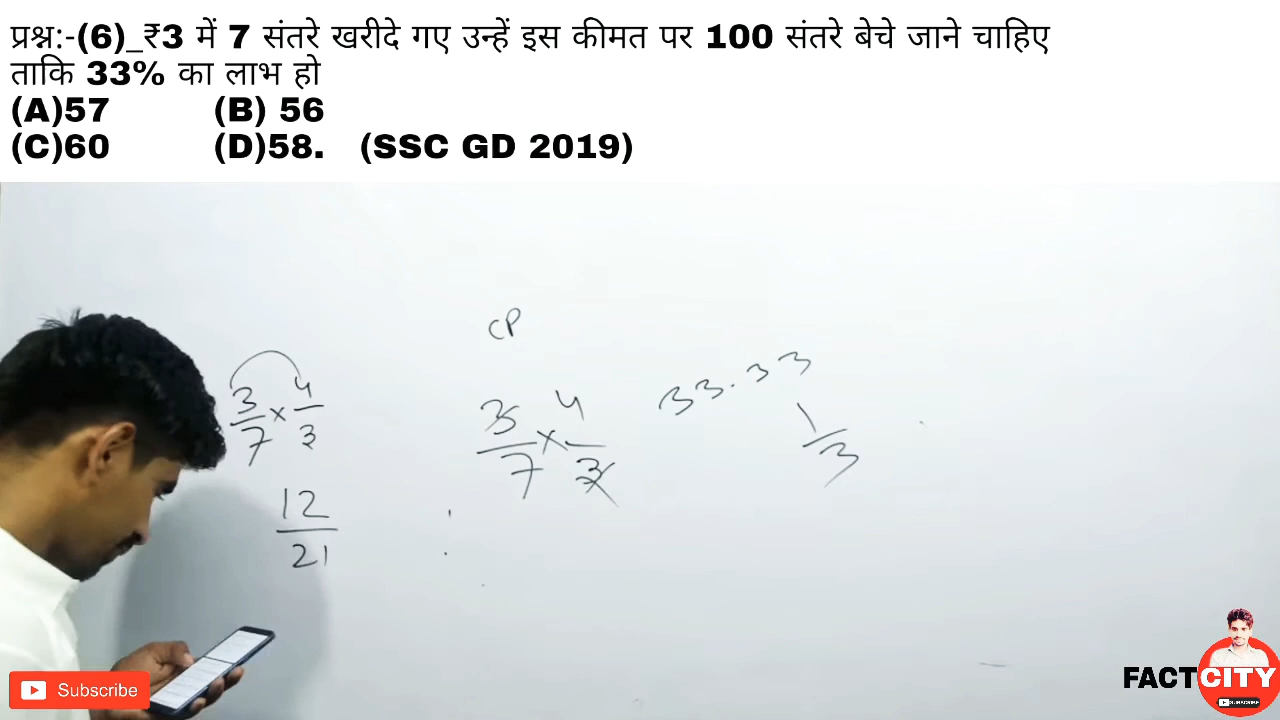 प्रश्न:-(6)_₹3 में 7 संतरे खरीदे गए उन्हें इस कीमत पर 100 संतरे बेचे जाने चाहिए
ताकि 33% का लाभ हो
(A)57 (B) 56
(C)60 (D)58. (SSC GD 2019)
CP
3/7 × 4/3
12/21
3/7 × 4/3
33.33
1/3
Subscribe
FACTCITY
SUBSCRIBE